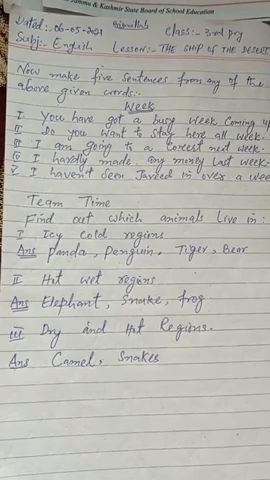 Jammu & Kashmir State Board of School Education
Dated:- 06-05-2021 Bismillah Class:- 3rd pry
Subj:- English Lesson:- THE SHIP OF THE DESERT
Now make five sentences from any of the
above given words:-
Week
I You have got a busy week coming up
II Do you want to stay here all week.
III I am going to a concert next week.
IV I hardly made any monty last week.
V I haven't seen Javeed in over a wee
Team Time
Find out which animals live in:
I Icy cold regions
Ans Panda, Penguin, Tiger, Bear
II Hot wet regions
Ans Elephant, Snake, frog
III Dry and Hot Regions.
Ans Camel, Snakes